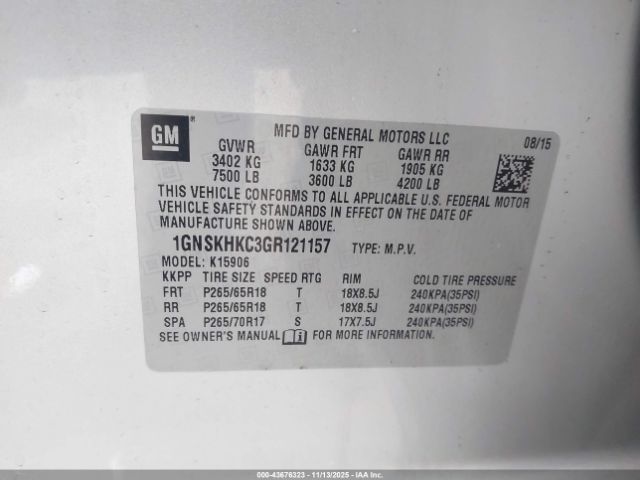 GM
MFD BY GENERAL MOTORS LLC 08/15
GVWR GAWR FRT GAWR RR
3402 KG 1633 KG 1905 KG
7500 LB 3600 LB 4200 LB
THIS VEHICLE CONFORMS TO ALL APPLICABLE U.S. FEDERAL MOTOR
VEHICLE SAFETY STANDARDS IN EFFECT ON THE DATE OF
MANUFACTURE SHOWN ABOVE.
1GNSKHKC3GR121157 TYPE: M.P.V.
MODEL: K15906
KKPP TIRE SIZE SPEED RTG RIM COLD TIRE PRESSURE
FRT P265/65R18 T 18X8.5J 240KPA(35PSI)
RR P265/65R18 T 18X8.5J 240KPA(35PSI)
SPA P265/70R17 S 17X7.5J 240KPA(35PSI)
SEE OWNER'S MANUAL FOR MORE INFORMATION.
000-43676323 - 11/13/2025 - IAAI.COM